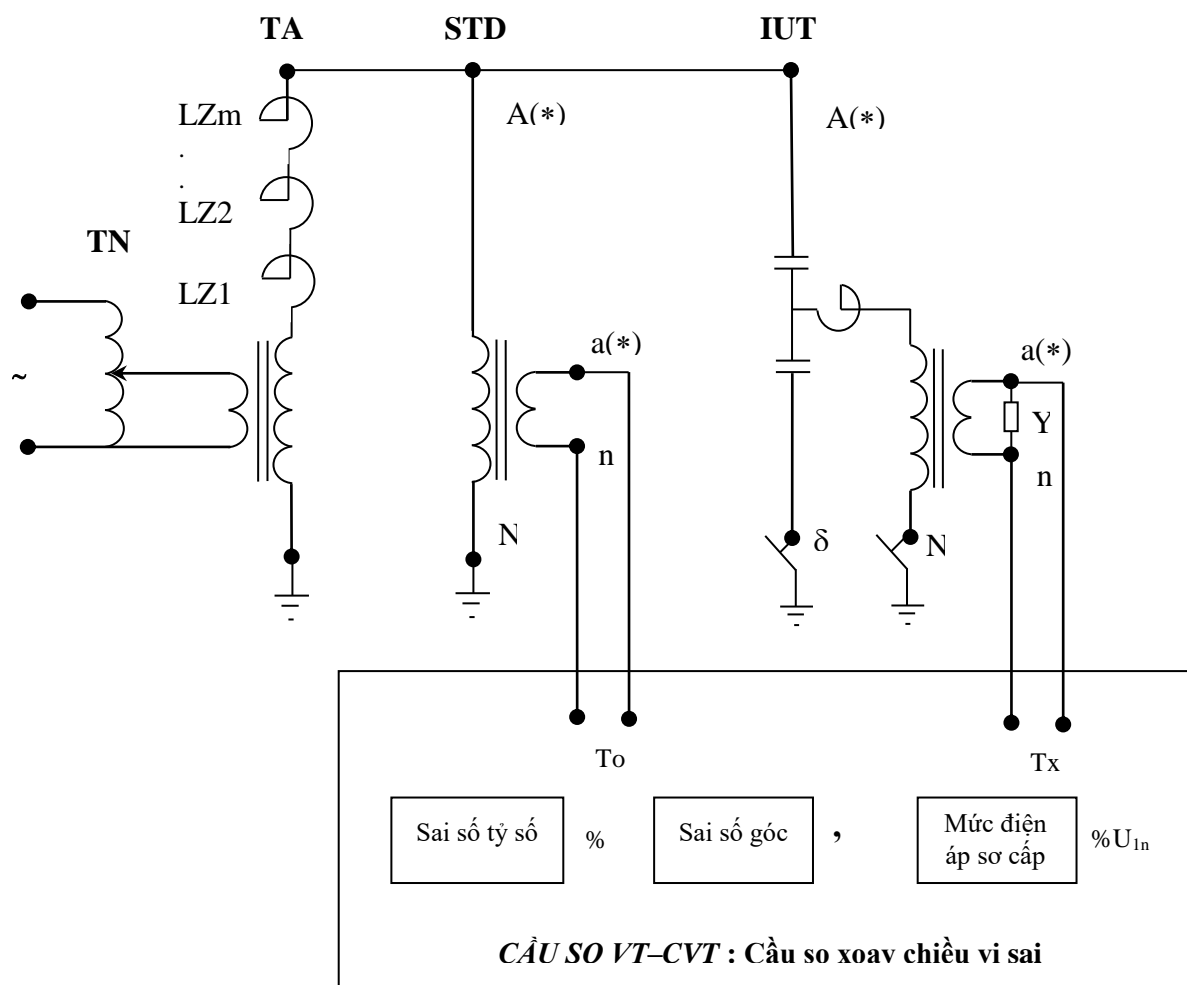 TA STD IUT
LZm
A(*) A(*)
.
.
LZ2
TN
LZ1
a(*) a(*)
~
Y
n n
N δ N
To Tx
Sai số tỷ số % Sai số góc , Mức điện %U1n
áp sơ cấp
CẦU SO VT–CVT : Cầu so xoav chiều vi sai